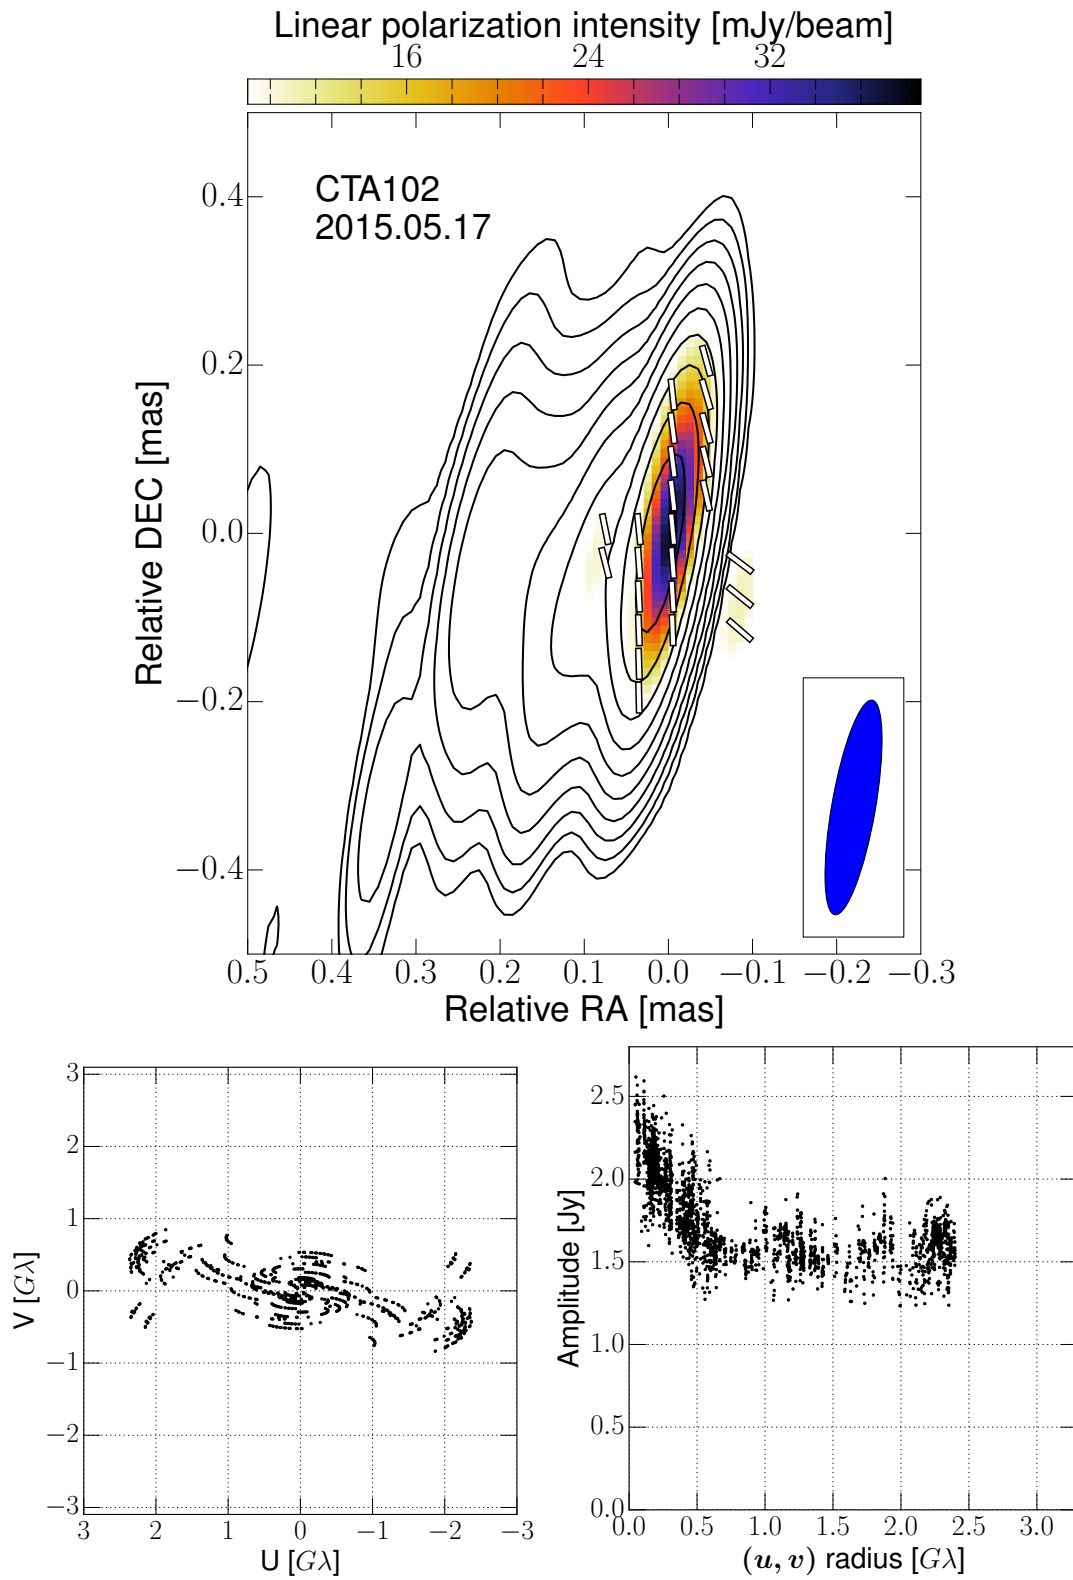 Linear polarization intensity [mJy/beam]
16 24 32
CTA102
2015.05.17
0.4
0.2
0.0
−0.2
−0.4
Relative DEC [mas]
0.5 0.4 0.3 0.2 0.1 0.0 −0.1 −0.2 −0.3
Relative RA [mas]
3
2
1
0
−1
−2
−3
V [Gλ]
3 2 1 0 −1 −2 −3
U [Gλ]
2.5
2.0
1.5
1.0
0.5
0.0
Amplitude [Jy]
0.0 0.5 1.0 1.5 2.0 2.5 3.0
(u, v) radius [Gλ]